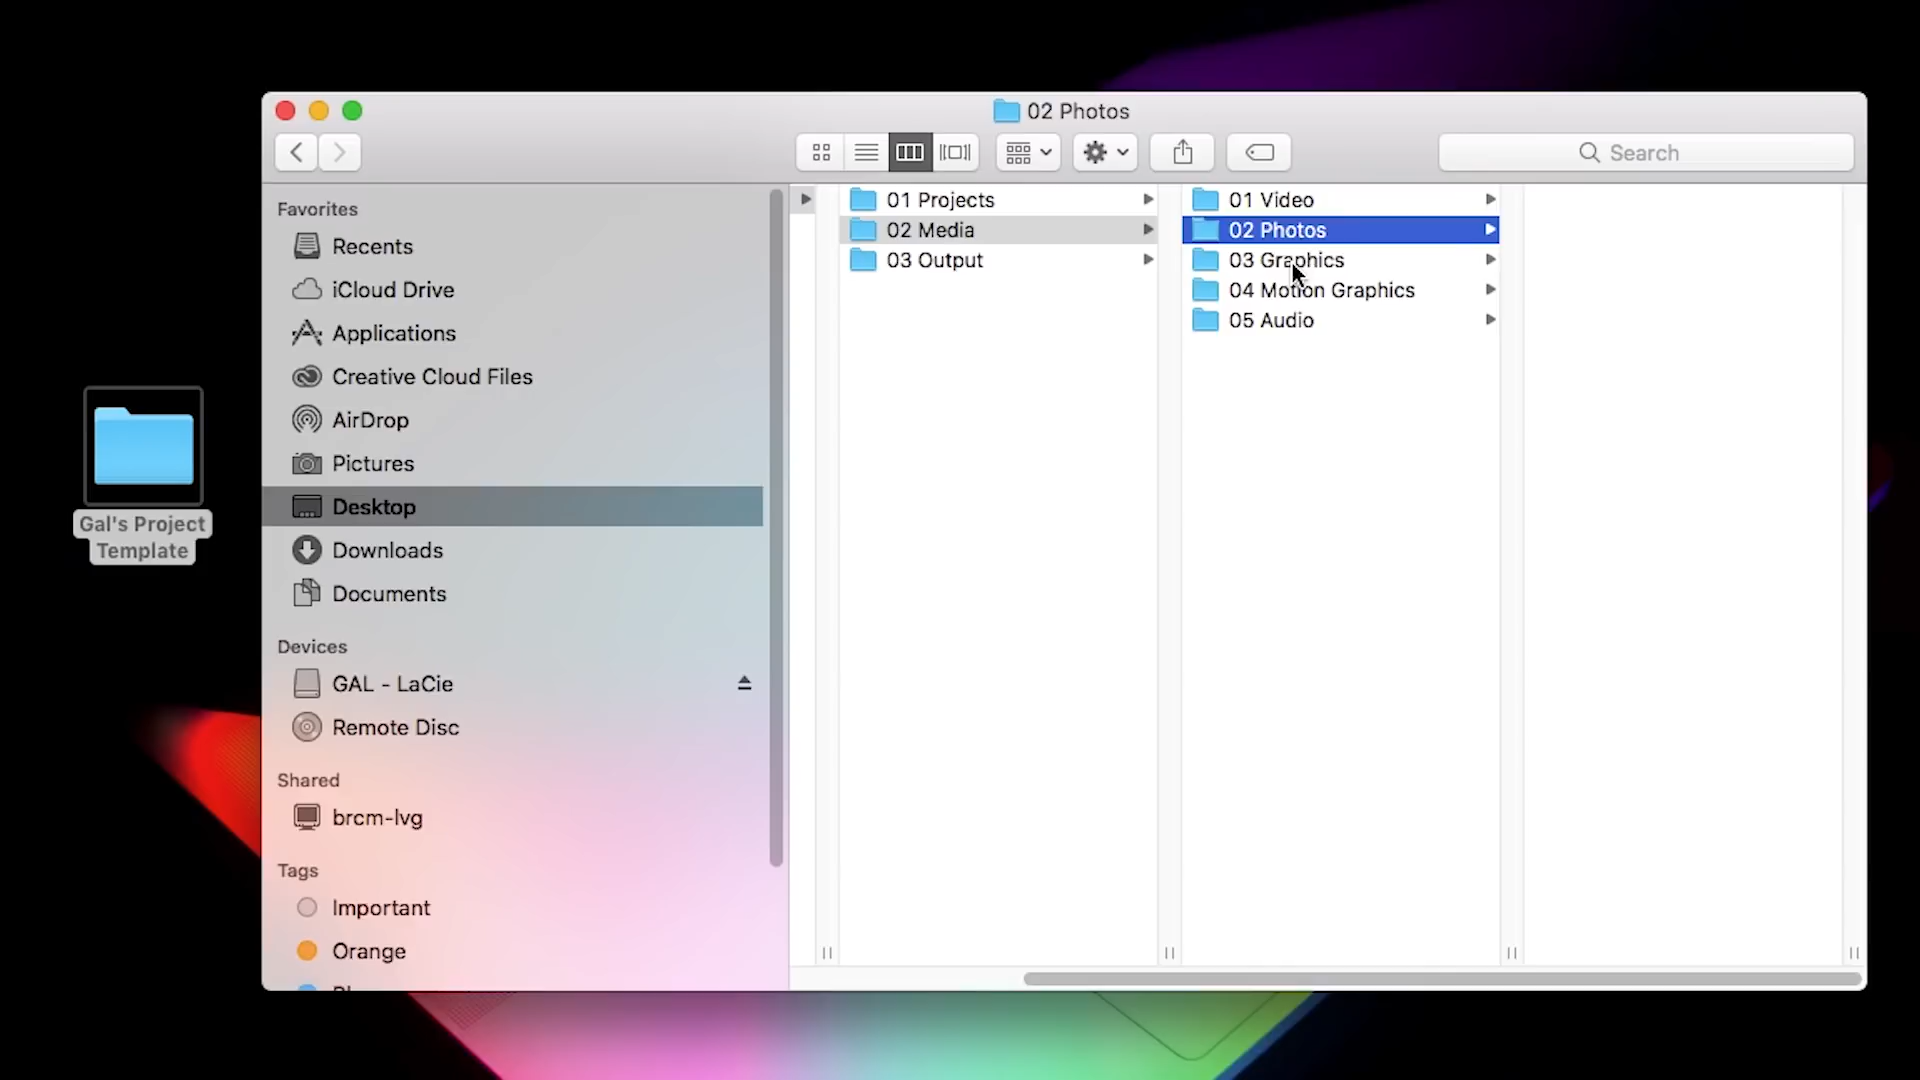 02 Photos
Search
Favorites
Recents
iCloud Drive
Applications
Creative Cloud Files
AirDrop
Pictures
Desktop
Downloads
Documents
Devices
GAL - LaCie
Remote Disc
Shared
brcm-lvg
Tags
Important
Orange
01 Projects
02 Media
03 Output
01 Video
02 Photos
03 Graphics
04 Motion Graphics
05 Audio
Gal's Project
Template